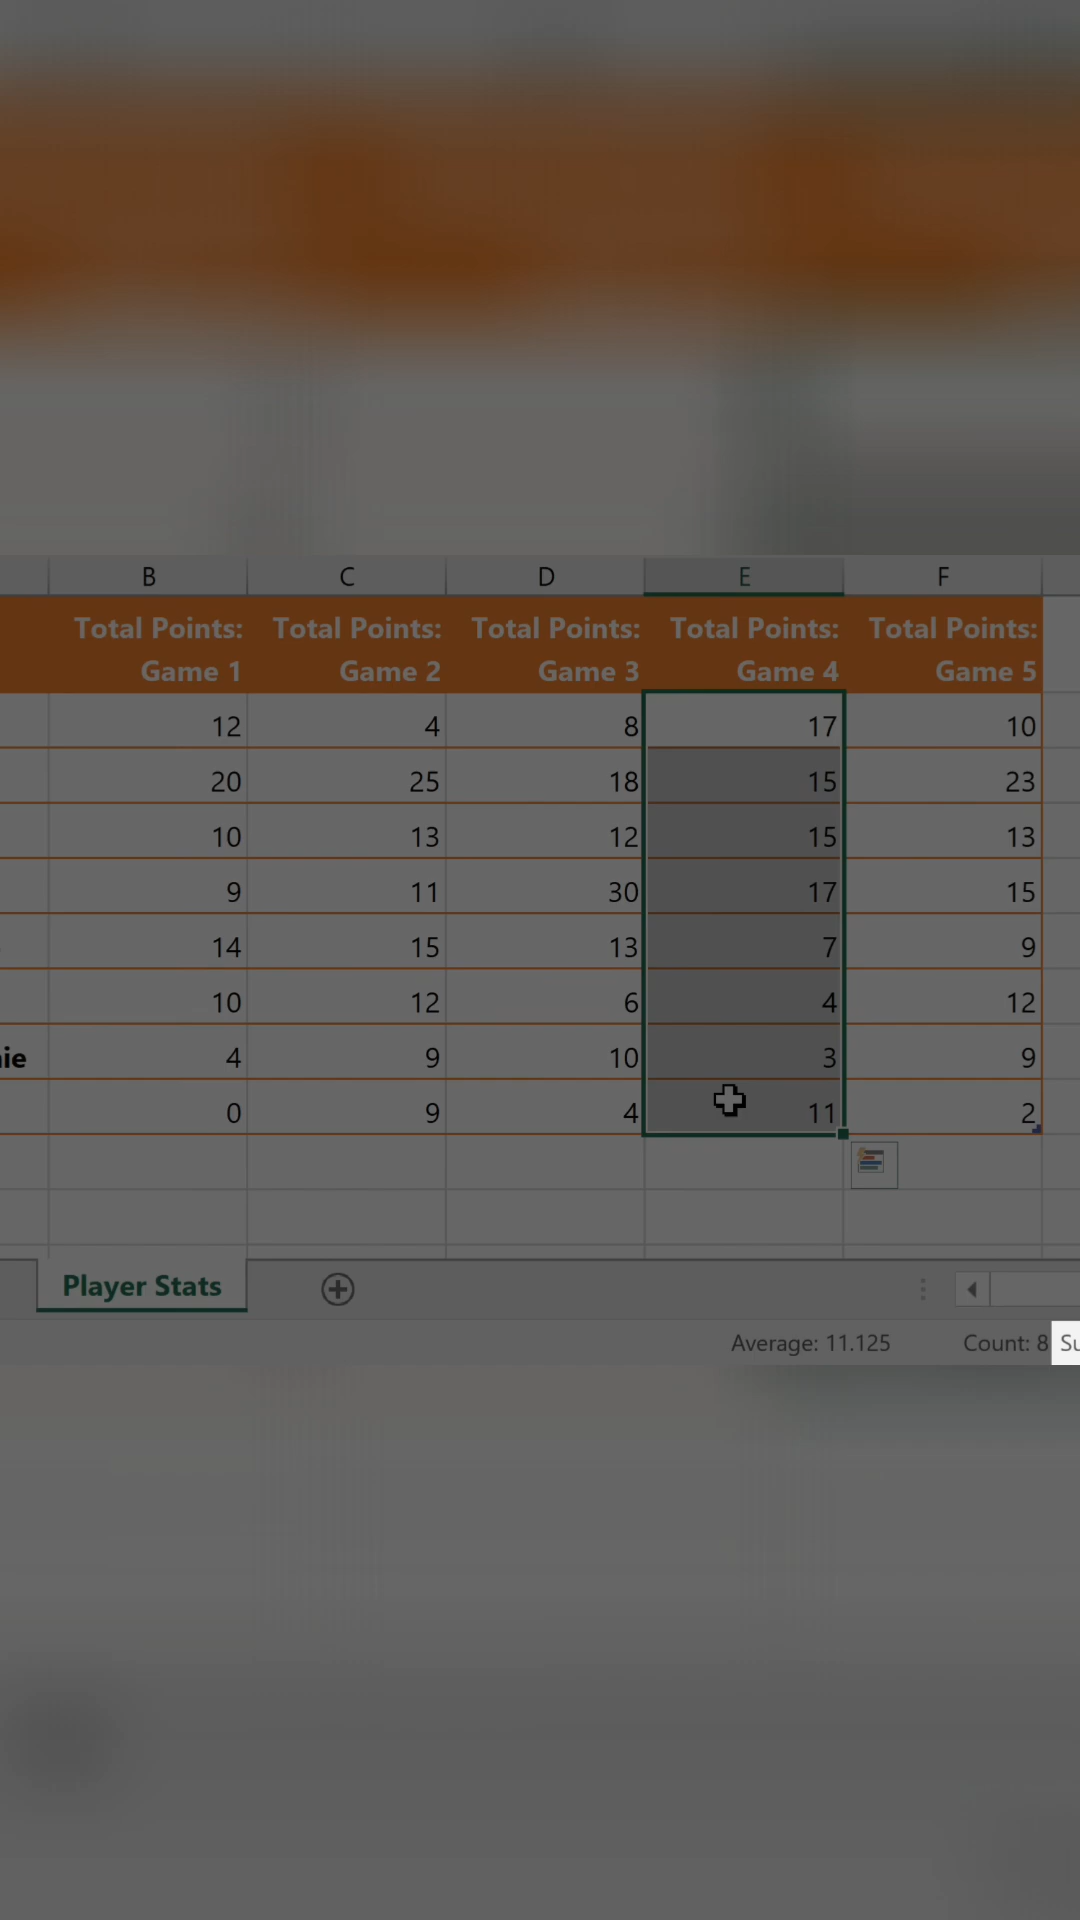 B C D E F
Total Points: Total Points: Total Points: Total Points: Total Points:
Game 1 Game 2 Game 3 Game 4 Game 5
12 4 8 17 10
20 25 18 15 23
10 13 12 15 13
9 11 30 17 15
14 15 13 7 9
10 12 6 4 12
nie 4 9 10 3 9
0 9 4 11 2
Player Stats
Average: 11.125 Count: 8 Su